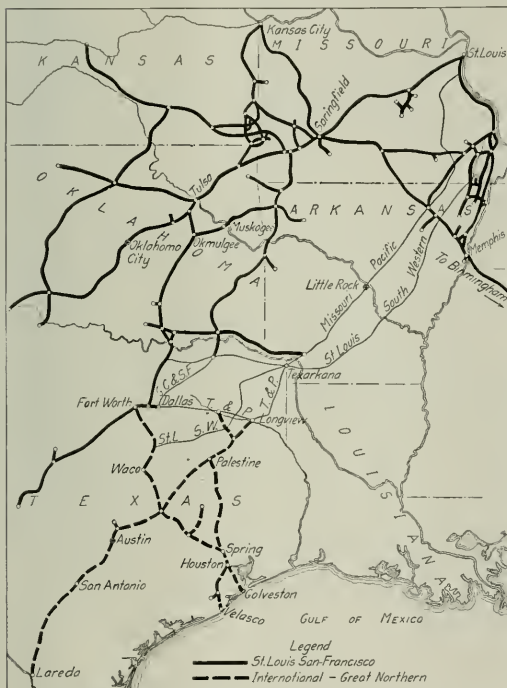 Kansas City
KANSAS
MISSOURI
St. Louis
Springfield
OKLAHOMA
Tulsa
ARKANSAS
Muskogee
Oklahoma
City
Okmulgee
Memphis
To Birmingham
Little Rock
Missouri Pacific
St. Louis South Western
Texarkana
G.C.&S.F.
Fort Worth
Dallas
T. & P.
T. & P.
Longview
St.L. S.W.
LOUISIANA
Waco
Palestine
TEXAS
Austin
Spring
Houston
San Antonio
Galveston
Velasco
GULF OF MEXICO
Laredo
Legend
St. Louis San-Francisco
International - Great Northern